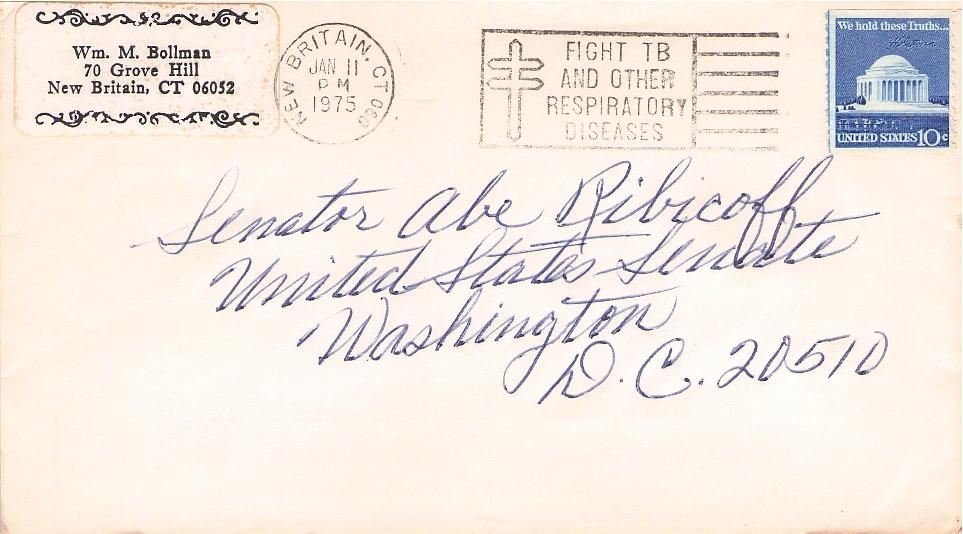 Wm. M. Bollman
70 Grove Hill
New Britain, CT 06052
NEW BRITAIN, CT 060
JAN 11
PM
1975
FIGHT TB
AND OTHER
RESPIRATORY
DISEASES
We hold these Truths...
UNITED STATES 10c
Senator Abe Ribicoff
United States Senate
Washington
D.C. 20510